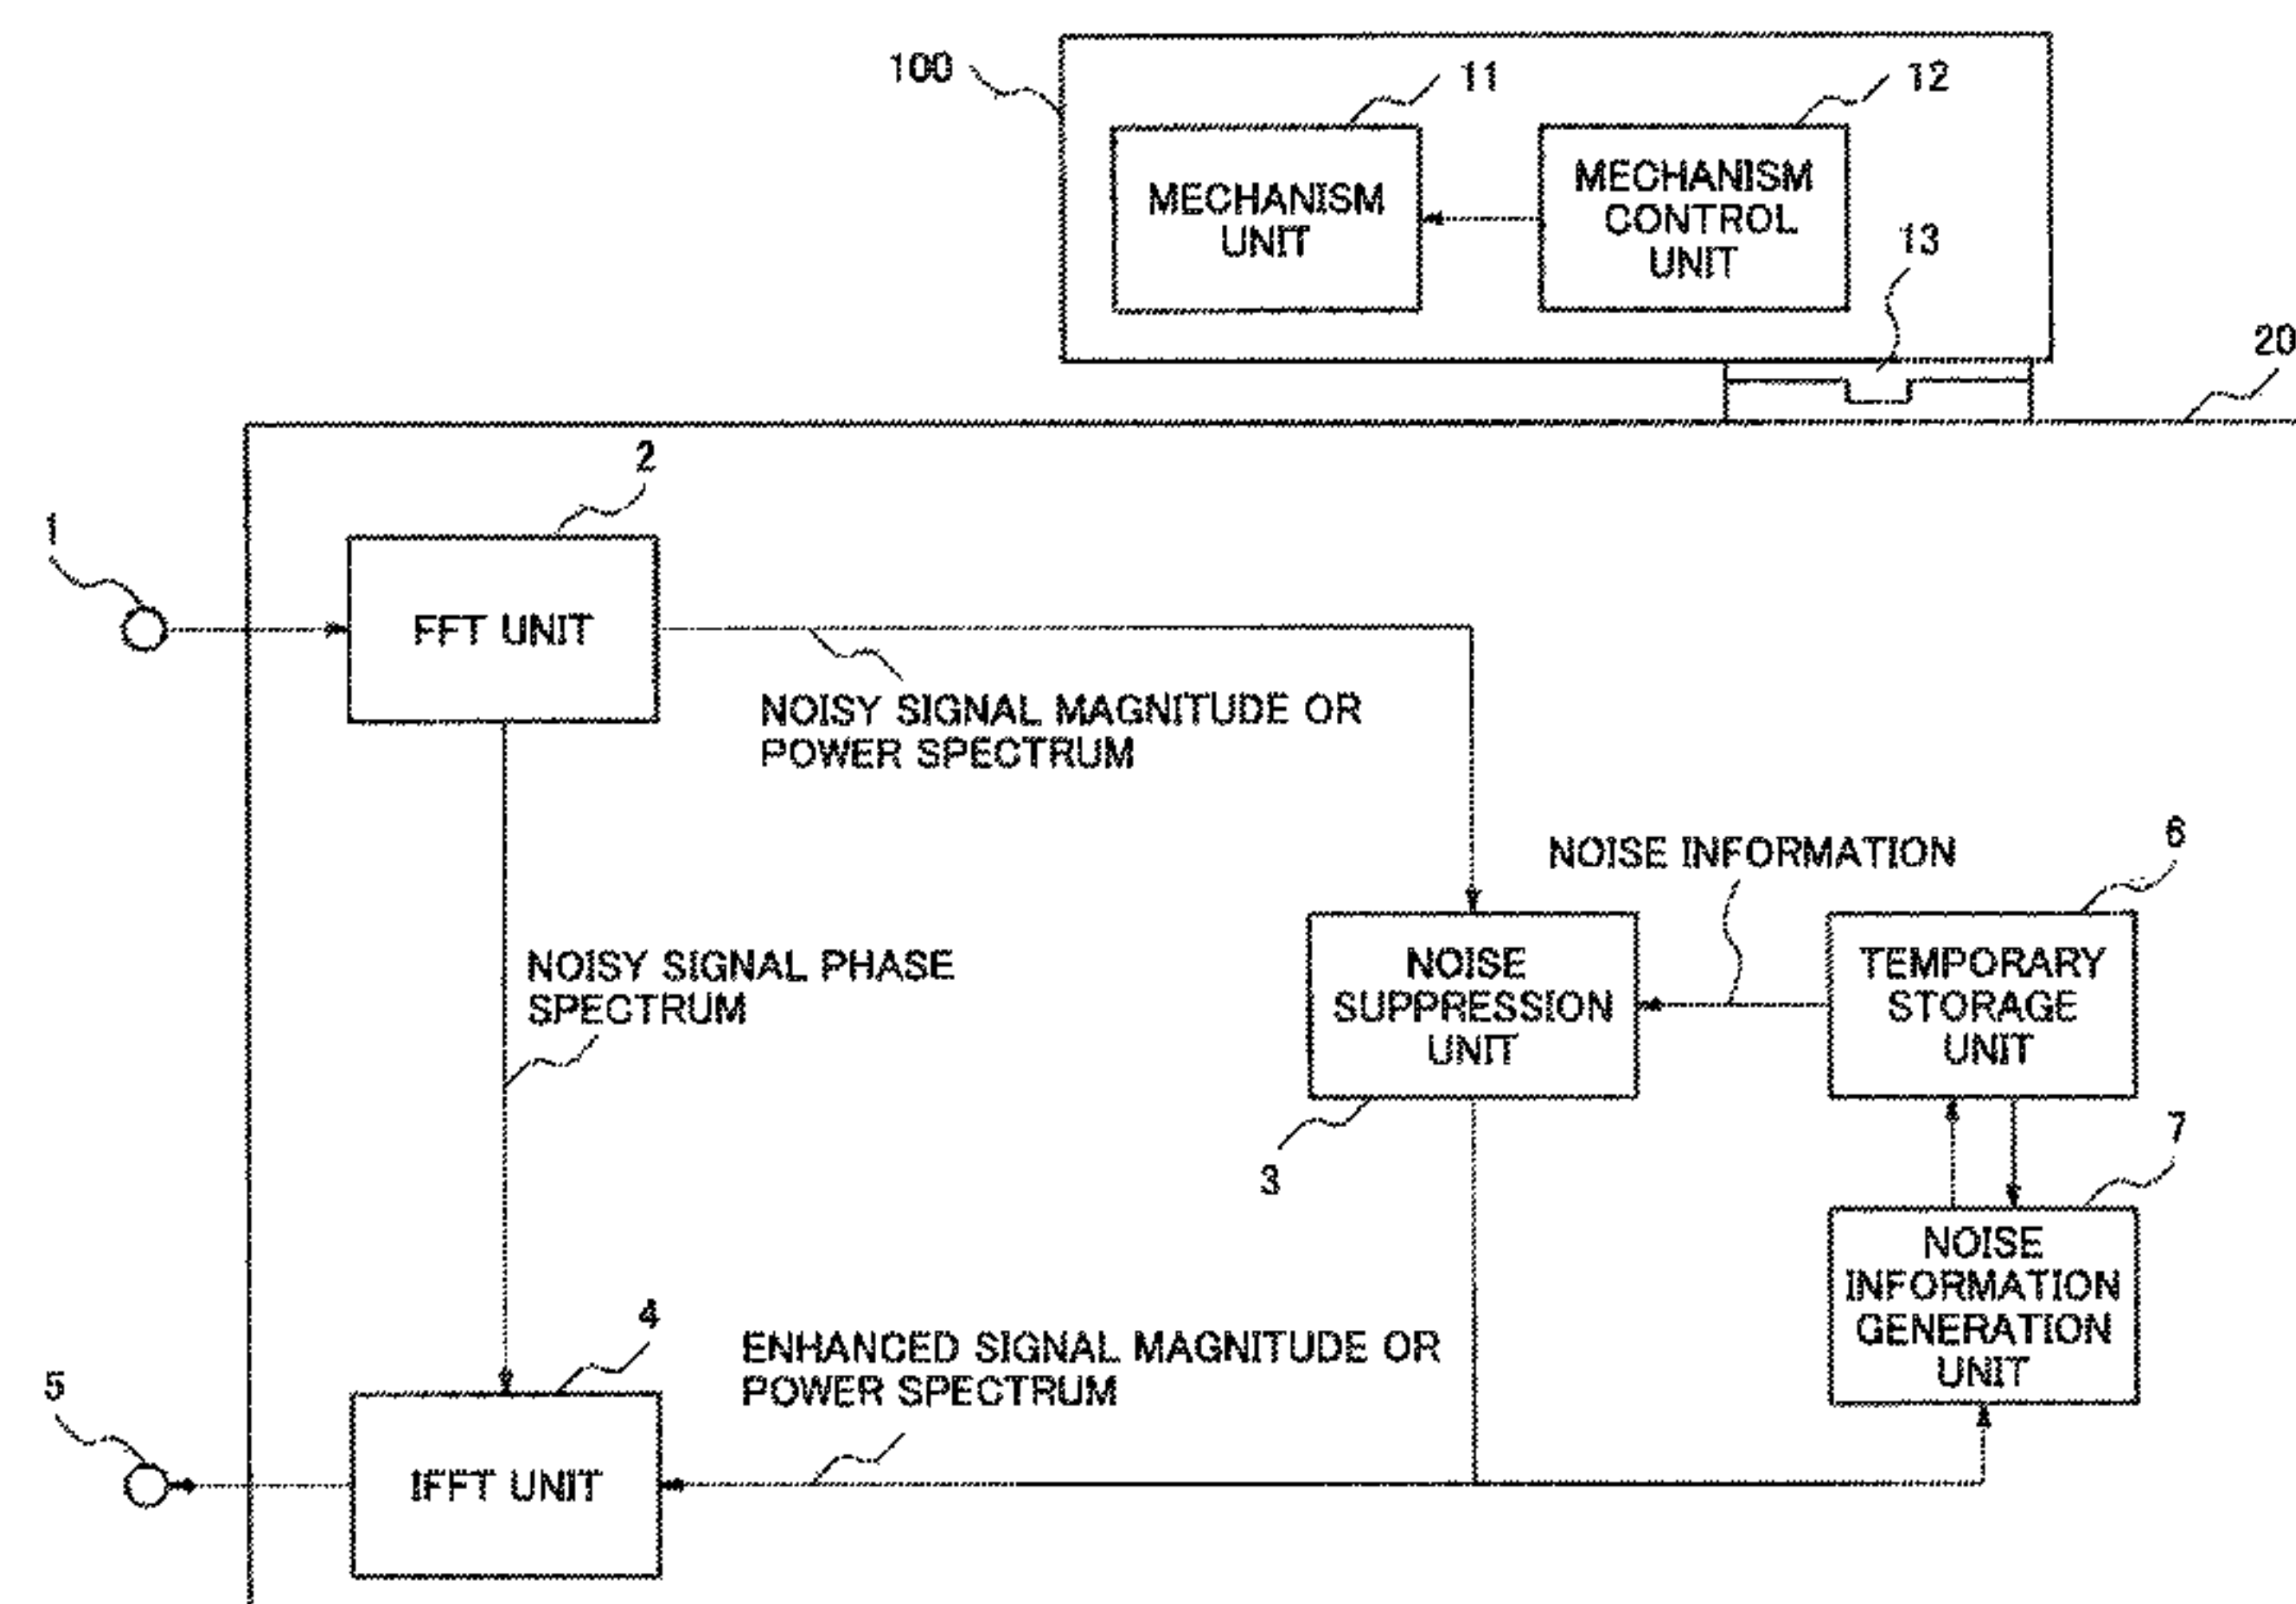 100
11
12
MECHANISM
UNIT
MECHANISM
CONTROL
UNIT
13
20
2
1
FFT UNIT
NOISY SIGNAL MAGNITUDE OR
POWER SPECTRUM
NOISE INFORMATION
6
NOISY SIGNAL PHASE
SPECTRUM
NOISE
SUPPRESSION
UNIT
TEMPORARY
STORAGE
UNIT
3
7
NOISE
INFORMATION
GENERATION
UNIT
4
ENHANCED SIGNAL MAGNITUDE OR
POWER SPECTRUM
5
IFFT UNIT